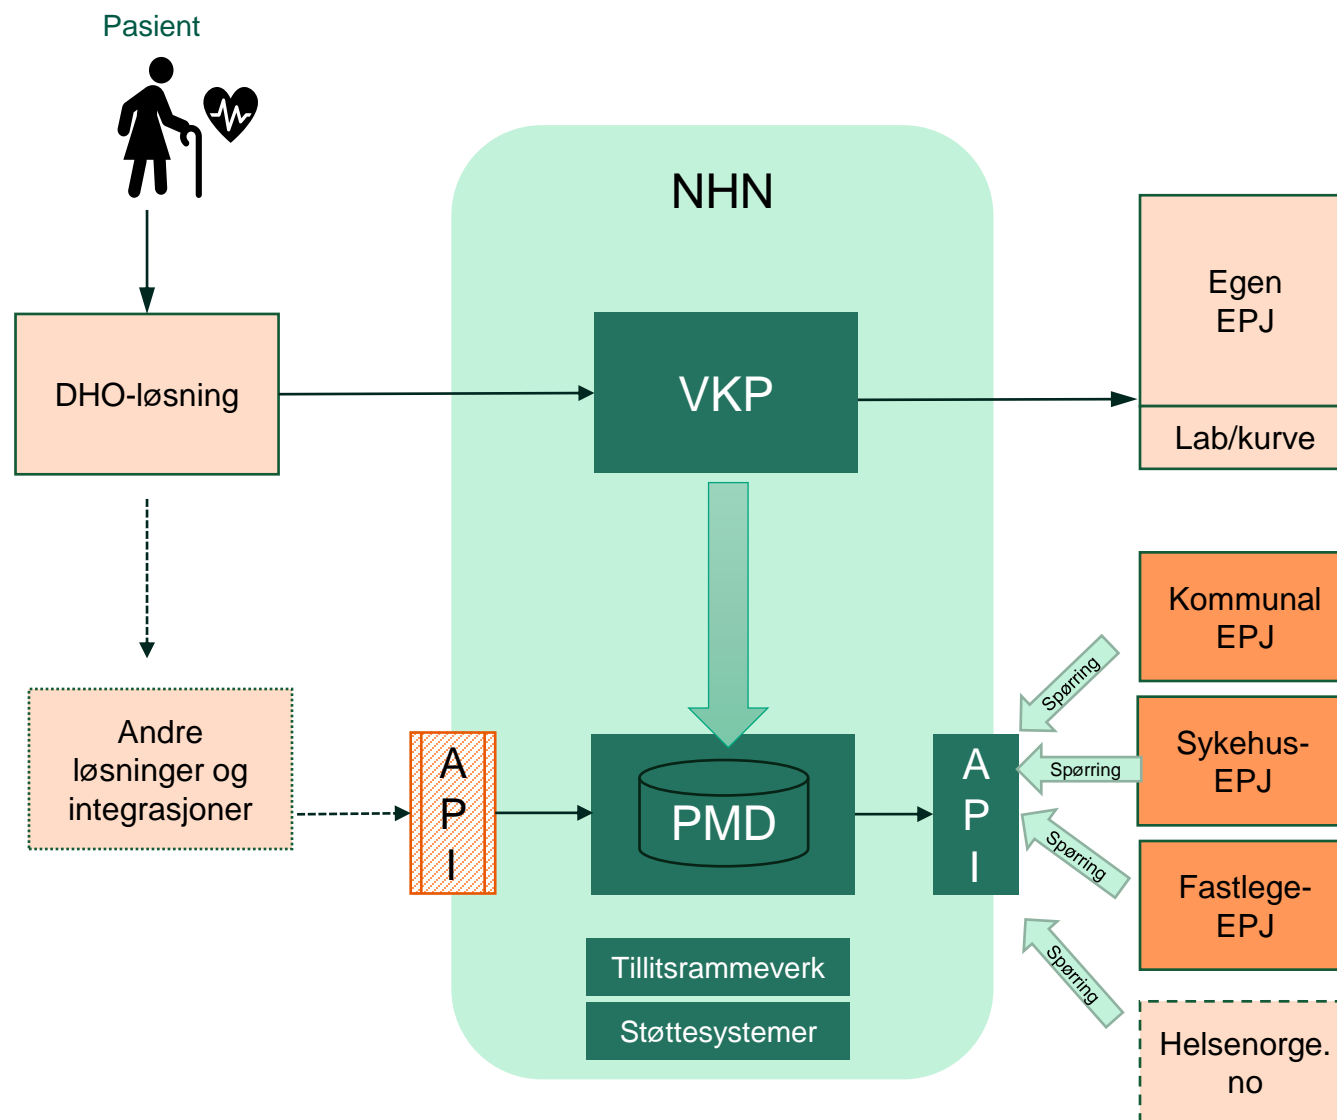 Pasient
NHN
DHO-løsning
VKP
Egen
EPJ
Lab/kurve
Kommunal
EPJ
Spørring
Sykehus-
EPJ
Spørring
Andre
løsninger og
integrasjoner
A
P
I
PMD
A
P
I
Spørring
Fastlege-
EPJ
Spørring
Tillitsrammeverk
Støttesystemer
Helsenorge.
no